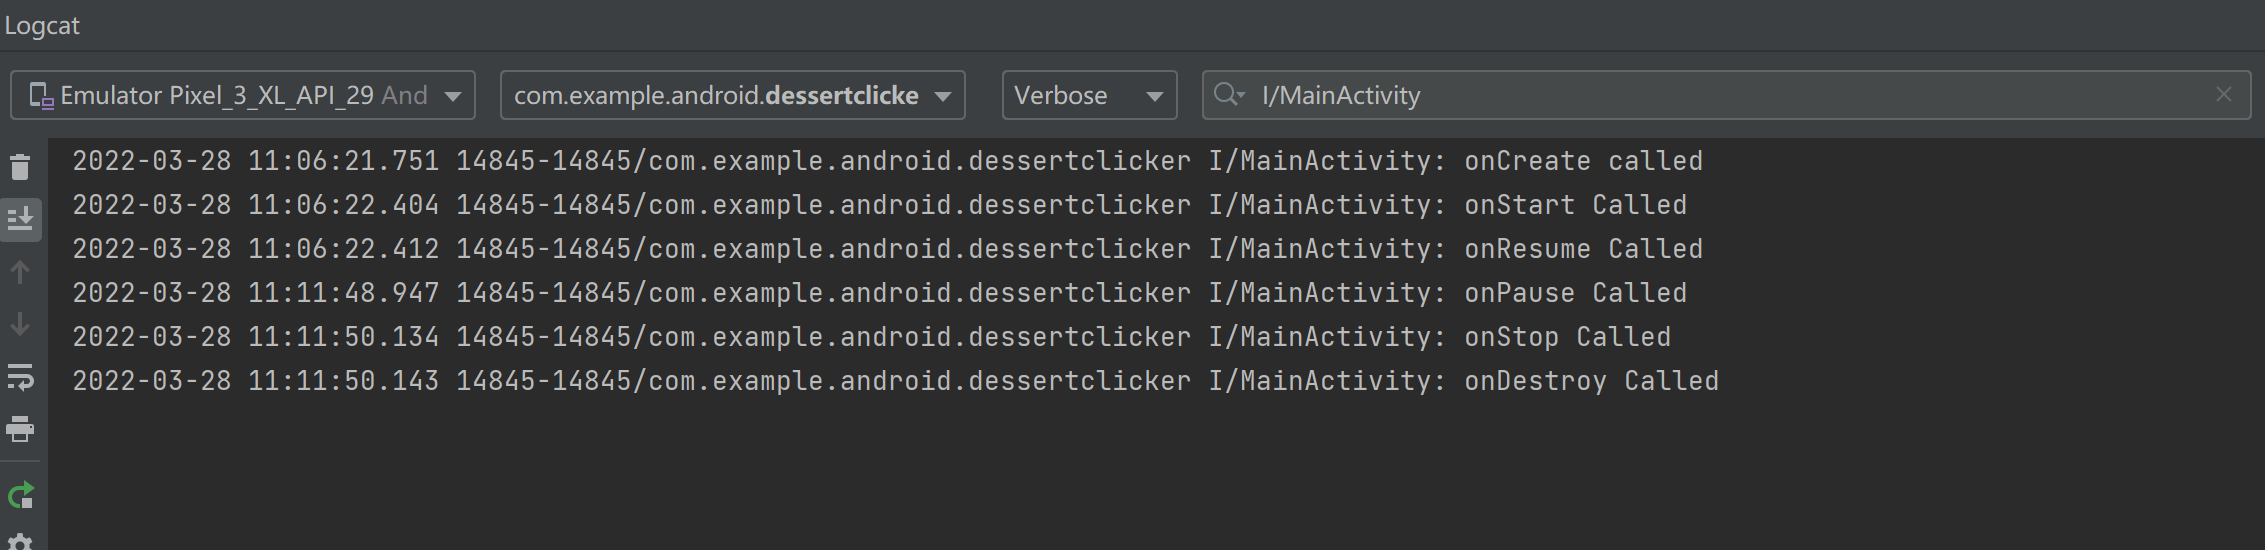 Logcat
Emulator Pixel_3_XL_API_29 And com.example.android.dessertclicke Verbose I/MainActivity
2022-03-28 11:06:21.751 14845-14845/com.example.android.dessertclicker I/MainActivity: onCreate called
2022-03-28 11:06:22.404 14845-14845/com.example.android.dessertclicker I/MainActivity: onStart Called
2022-03-28 11:06:22.412 14845-14845/com.example.android.dessertclicker I/MainActivity: onResume Called
2022-03-28 11:11:48.947 14845-14845/com.example.android.dessertclicker I/MainActivity: onPause Called
2022-03-28 11:11:50.134 14845-14845/com.example.android.dessertclicker I/MainActivity: onStop Called
2022-03-28 11:11:50.143 14845-14845/com.example.android.dessertclicker I/MainActivity: onDestroy Called